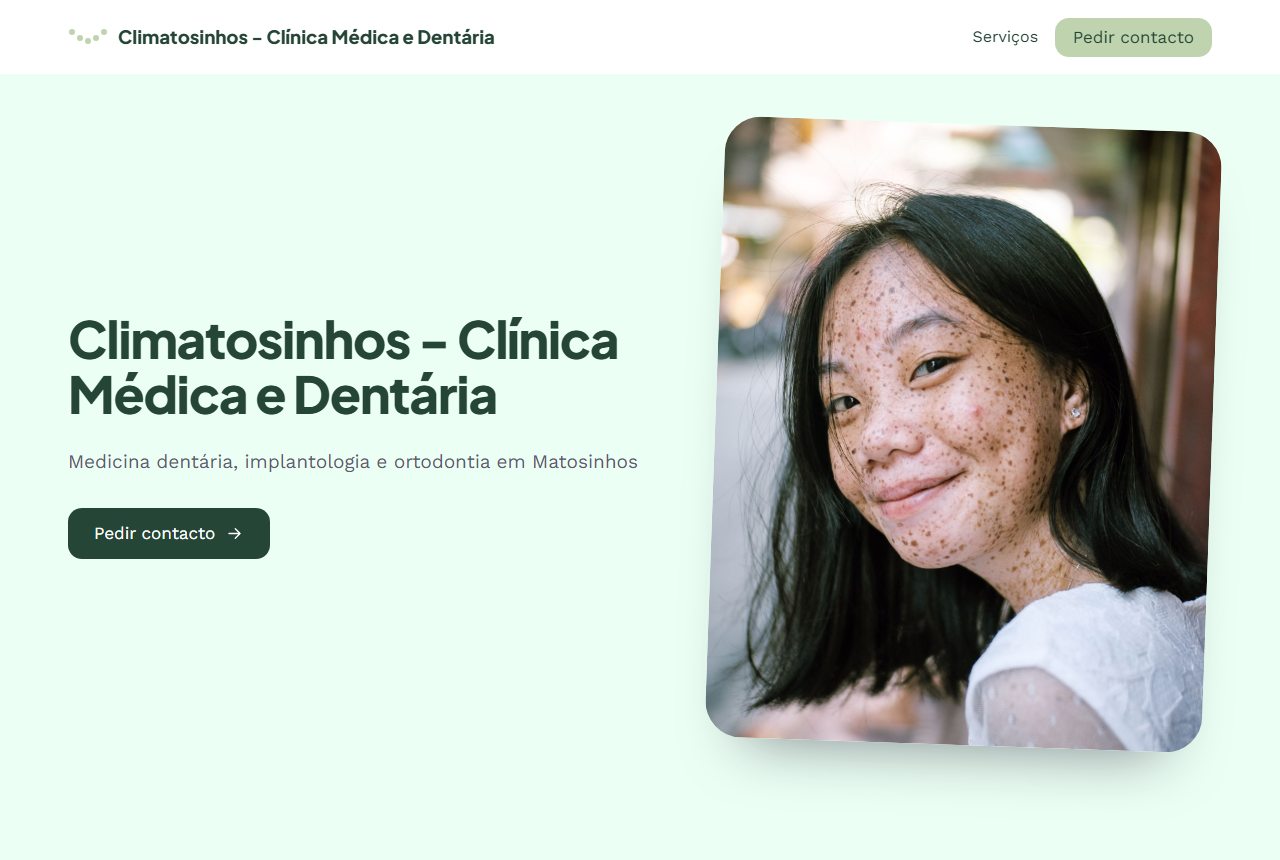 Climatosinhos – Clínica Médica e Dentária
Serviços
Pedir contacto
Climatosinhos – Clínica
Médica e Dentária
Medicina dentária, implantologia e ortodontia em Matosinhos
Pedir contacto →